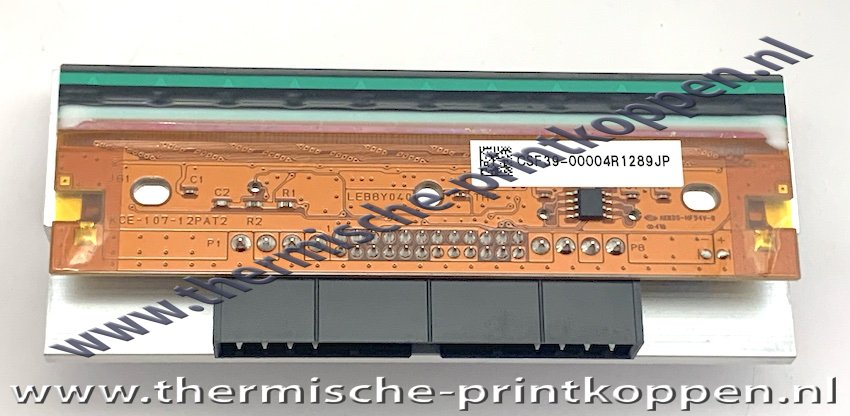 www.thermische-printkoppen.nl
CSF39-00004R1289JP
C1
C2
R1
KCE-107-12PAT2
R2
P1
P8
www.thermische-printkoppen.nl